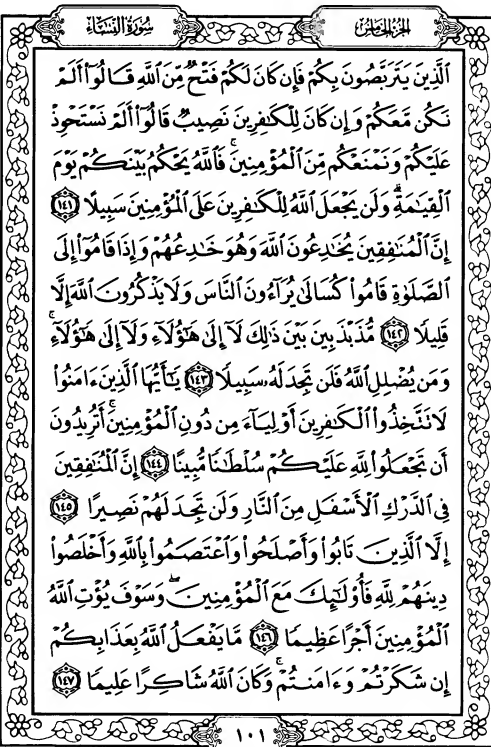 سُورَةُ النِّسَاءِ
الجزء الخامس
ٱلَّذِينَ يَتَرَبَّصُونَ بِكُمْ فَإِن كَانَ لَكُمْ فَتْحٌ مِّنَ ٱللَّهِ قَالُوٓا۟ أَلَمْ
نَكُن مَّعَكُمْ وَإِن كَانَ لِلْكَٰفِرِينَ نَصِيبٌ قَالُوٓا۟ أَلَمْ نَسْتَحْوِذْ
عَلَيْكُمْ وَنَمْنَعْكُم مِّنَ ٱلْمُؤْمِنِينَ ۚ فَٱللَّهُ يَحْكُمُ بَيْنَكُمْ يَوْمَ
ٱلْقِيَٰمَةِ ۗ وَلَن يَجْعَلَ ٱللَّهُ لِلْكَٰفِرِينَ عَلَى ٱلْمُؤْمِنِينَ سَبِيلًا ١٤١
إِنَّ ٱلْمُنَٰفِقِينَ يُخَٰدِعُونَ ٱللَّهَ وَهُوَ خَٰدِعُهُمْ وَإِذَا قَامُوٓا۟ إِلَى
ٱلصَّلَوٰةِ قَامُوا۟ كُسَالَىٰ يُرَآءُونَ ٱلنَّاسَ وَلَا يَذْكُرُونَ ٱللَّهَ إِلَّا
قَلِيلًا ١٤٢ مُّذَبْذَبِينَ بَيْنَ ذَٰلِكَ لَآ إِلَىٰ هَٰٓؤُلَآءِ وَلَآ إِلَىٰ هَٰٓؤُلَآءِ ۚ
وَمَن يُضْلِلِ ٱللَّهُ فَلَن تَجِدَ لَهُۥ سَبِيلًا ١٤٣ يَٰٓأَيُّهَا ٱلَّذِينَ ءَامَنُوا۟
لَا تَتَّخِذُوا۟ ٱلْكَٰفِرِينَ أَوْلِيَآءَ مِن دُونِ ٱلْمُؤْمِنِينَ ۚ أَتُرِيدُونَ
أَن تَجْعَلُوا۟ لِلَّهِ عَلَيْكُمْ سُلْطَٰنًا مُّبِينًا ١٤٤ إِنَّ ٱلْمُنَٰفِقِينَ
فِى ٱلدَّرْكِ ٱلْأَسْفَلِ مِنَ ٱلنَّارِ وَلَن تَجِدَ لَهُمْ نَصِيرًا ١٤٥
إِلَّا ٱلَّذِينَ تَابُوا۟ وَأَصْلَحُوا۟ وَٱعْتَصَمُوا۟ بِٱللَّهِ وَأَخْلَصُوا۟
دِينَهُمْ لِلَّهِ فَأُو۟لَٰٓئِكَ مَعَ ٱلْمُؤْمِنِينَ ۖ وَسَوْفَ يُؤْتِ ٱللَّهُ
ٱلْمُؤْمِنِينَ أَجْرًا عَظِيمًا ١٤٦ مَّا يَفْعَلُ ٱللَّهُ بِعَذَابِكُمْ
إِن شَكَرْتُمْ وَءَامَنتُمْ ۚ وَكَانَ ٱللَّهُ شَاكِرًا عَلِيمًا ١٤٧
١٠١